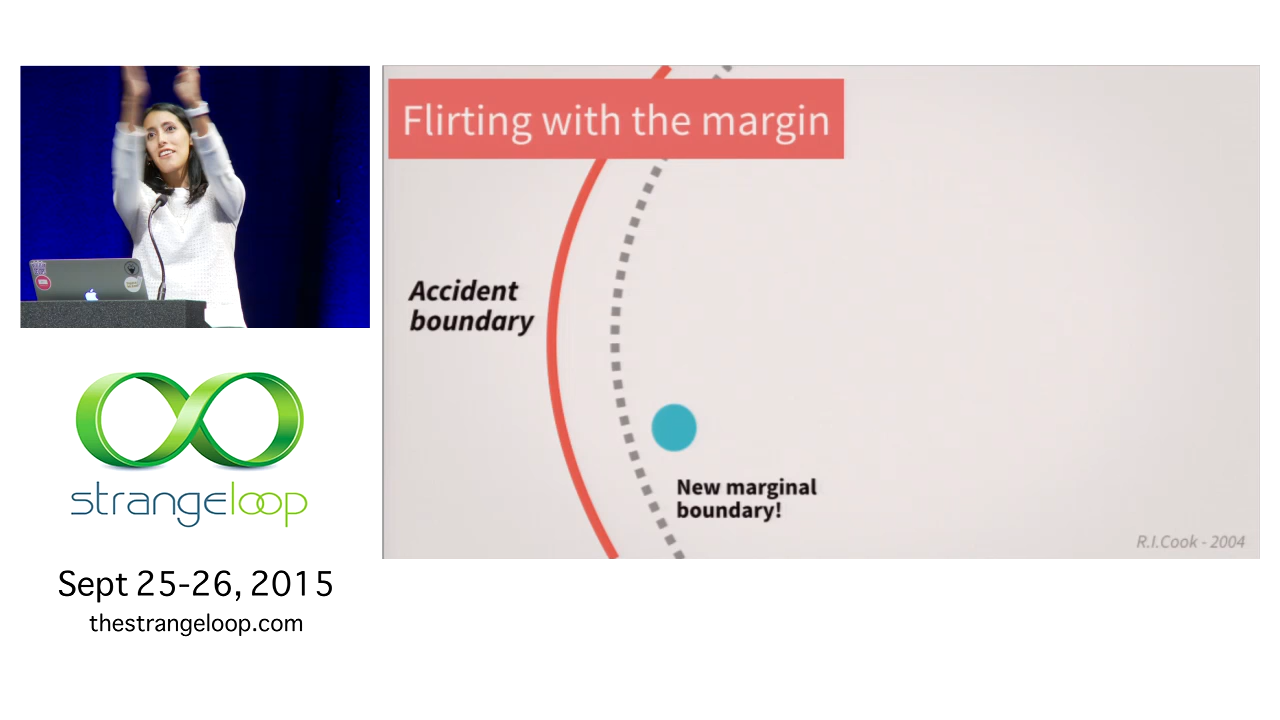 Flirting with the margin
Accident
boundary
New marginal
boundary!
R.I.Cook - 2004
strangeloop
Sept 25-26, 2015
thestrangeloop.com